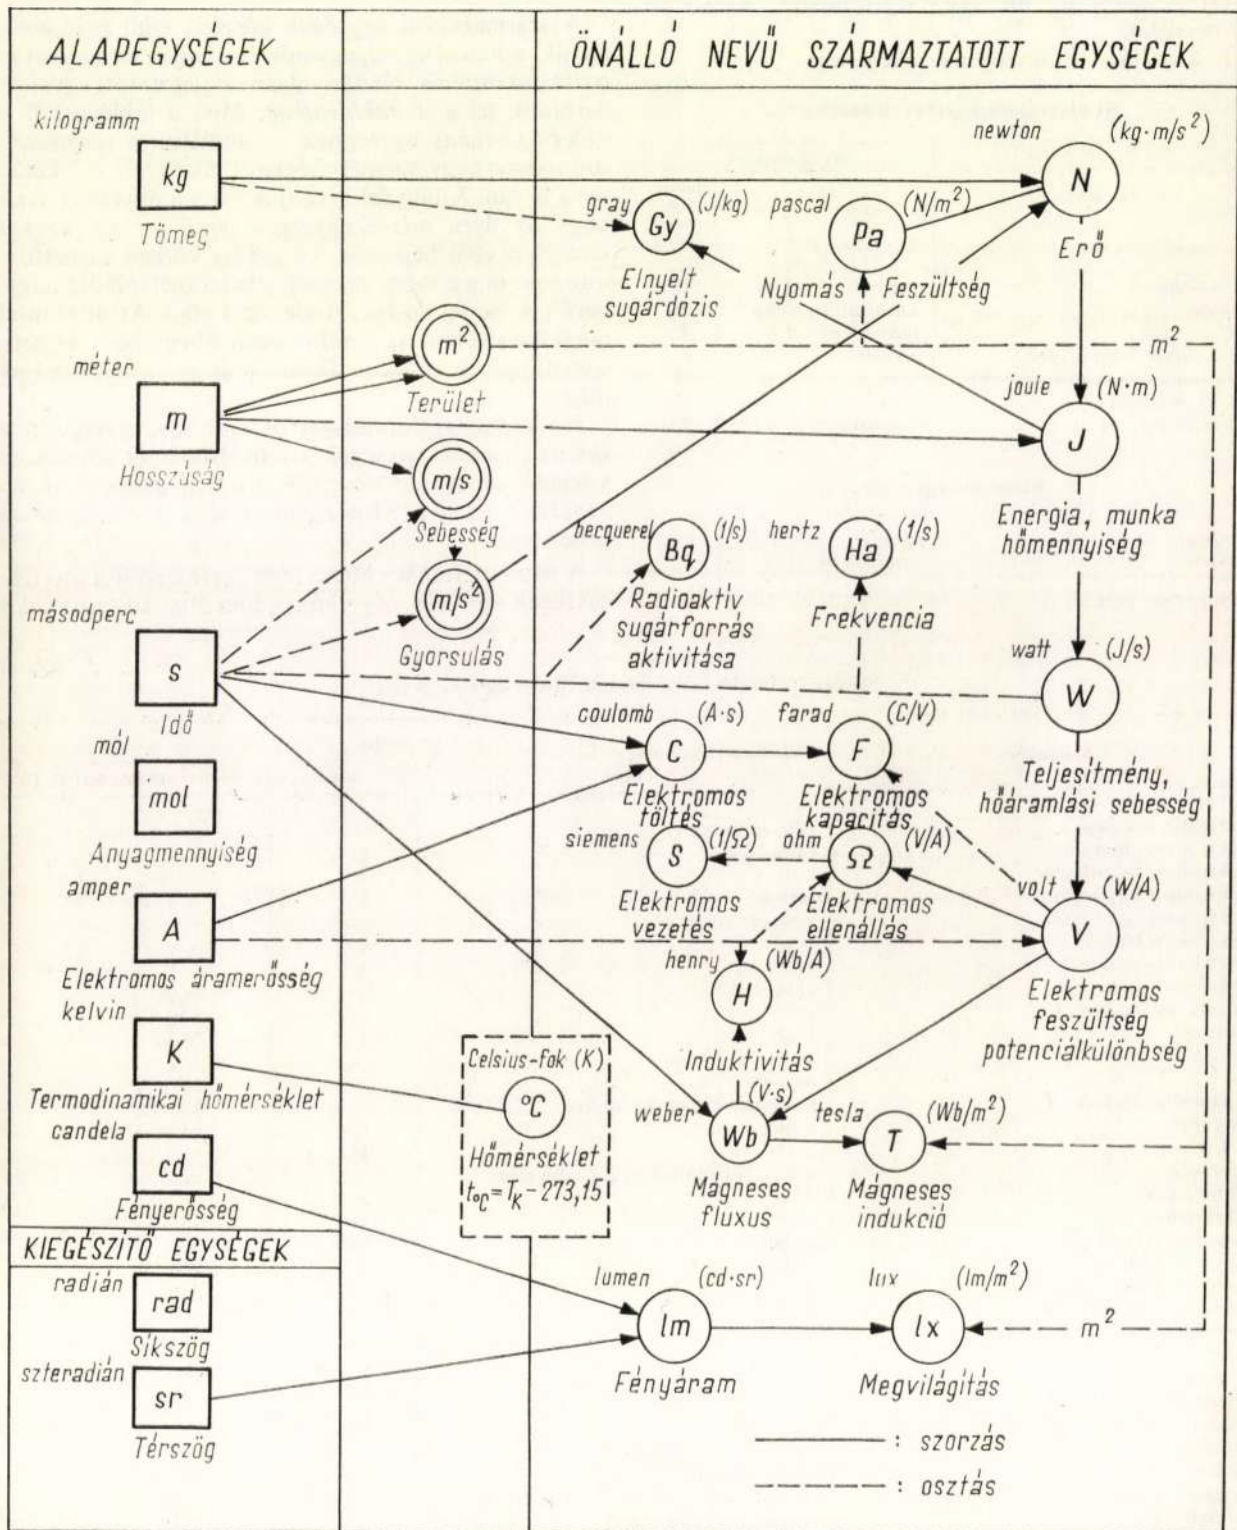 ALAPEGYSÉGEK
ÖNÁLLÓ NEVŰ SZÁRMAZTATOTT EGYSÉGEK
kilogramm
kg
Tömeg
méter
m
Hosszúság
másodperc
s
Idő
mól
mol
Anyagmennyiség
amper
A
Elektromos áramerősség
kelvin
K
Termodinamikai hőmérséklet
candela
cd
Fényerősség
KIEGÉSZÍTŐ EGYSÉGEK
radián
rad
Síkszög
szteradián
sr
Térszög
m²
Terület
m/s
Sebesség
m/s²
Gyorsulás
Celsius-fok (K)
°C
Hőmérséklet
t°C = TK − 273,15
newton
N
(kg·m/s²)
Erő
gray
Gy
(J/kg)
Elnyelt
sugárdózis
pascal
Pa
(N/m²)
Nyomás
Feszültség
m²
joule
J
(N·m)
Energia, munka
hőmennyiség
becquerel
Bq
(1/s)
Radioaktív
sugárforrás
aktivitása
hertz
Ha
(1/s)
Frekvencia
watt
W
(J/s)
Teljesítmény,
hőáramlási sebesség
coulomb
C
(A·s)
Elektromos
töltés
farad
F
(C/V)
Elektromos
kapacitás
siemens
S
(1/Ω)
Elektromos
vezetés
ohm
Ω
(V/A)
Elektromos
ellenállás
volt
V
(W/A)
Elektromos
feszültség
potenciálkülönbség
henry
H
(Wb/A)
Induktivitás
weber
Wb
(V·s)
Mágneses
fluxus
tesla
T
(Wb/m²)
Mágneses
indukció
lumen
lm
(cd·sr)
Fényáram
lux
lx
(lm/m²)
Megvilágítás
m²
: szorzás
: osztás